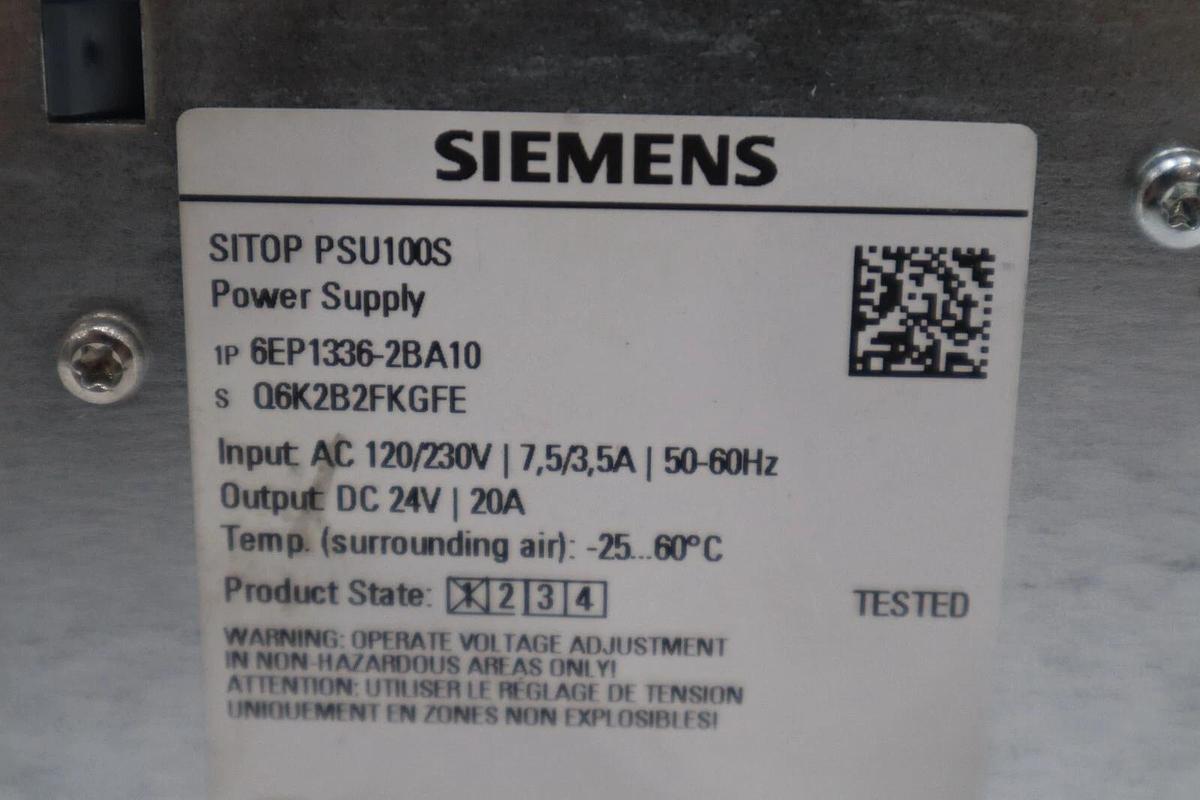 SIEMENS
SITOP PSU100S
Power Supply
1P 6EP1336-2BA10
S Q6K2B2FKGFE
Input: AC 120/230V | 7,5/3,5A | 50-60Hz
Output: DC 24V | 20A
Temp. (surrounding air): -25...60°C
Product State: 1 2 3 4
TESTED
WARNING: OPERATE VOLTAGE ADJUSTMENT
IN NON-HAZARDOUS AREAS ONLY!
ATTENTION: UTILISER LE RÉGLAGE DE TENSION
UNIQUEMENT EN ZONES NON EXPLOSIBLES!